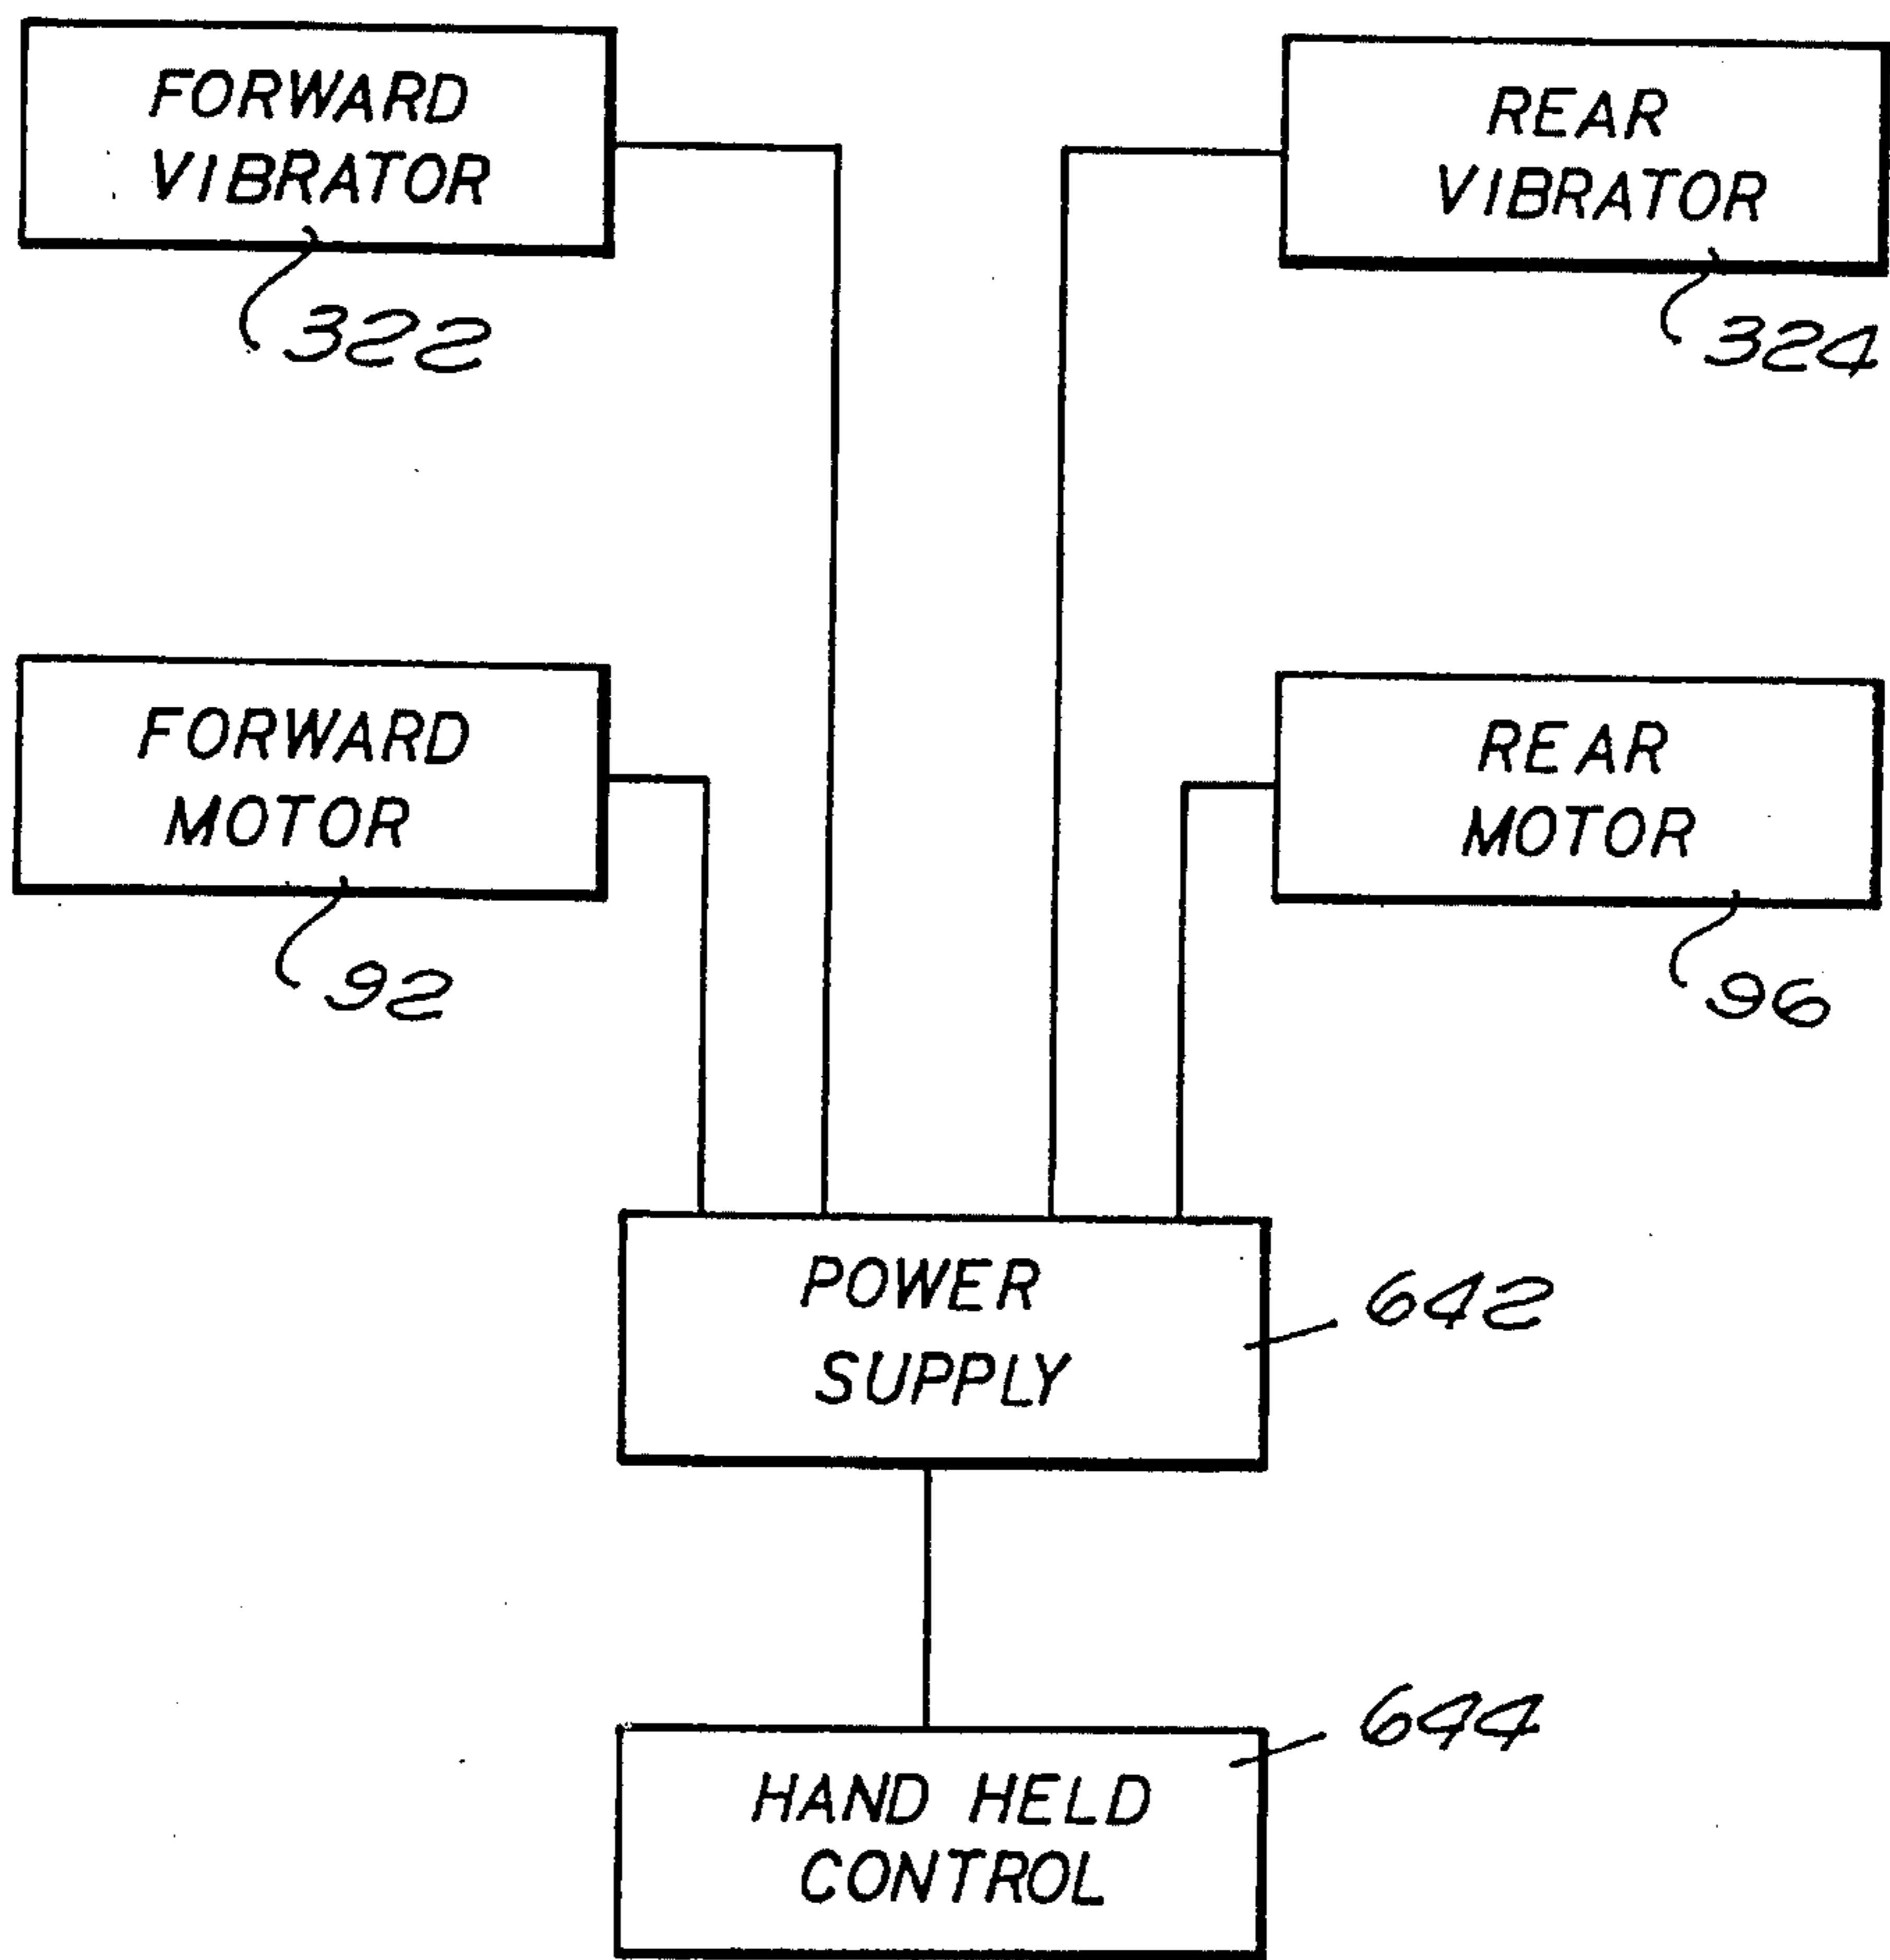 FORWARD
VIBRATOR
322
REAR
VIBRATOR
324
FORWARD
MOTOR
92
REAR
MOTOR
96
POWER
SUPPLY
642
HAND HELD
CONTROL
644